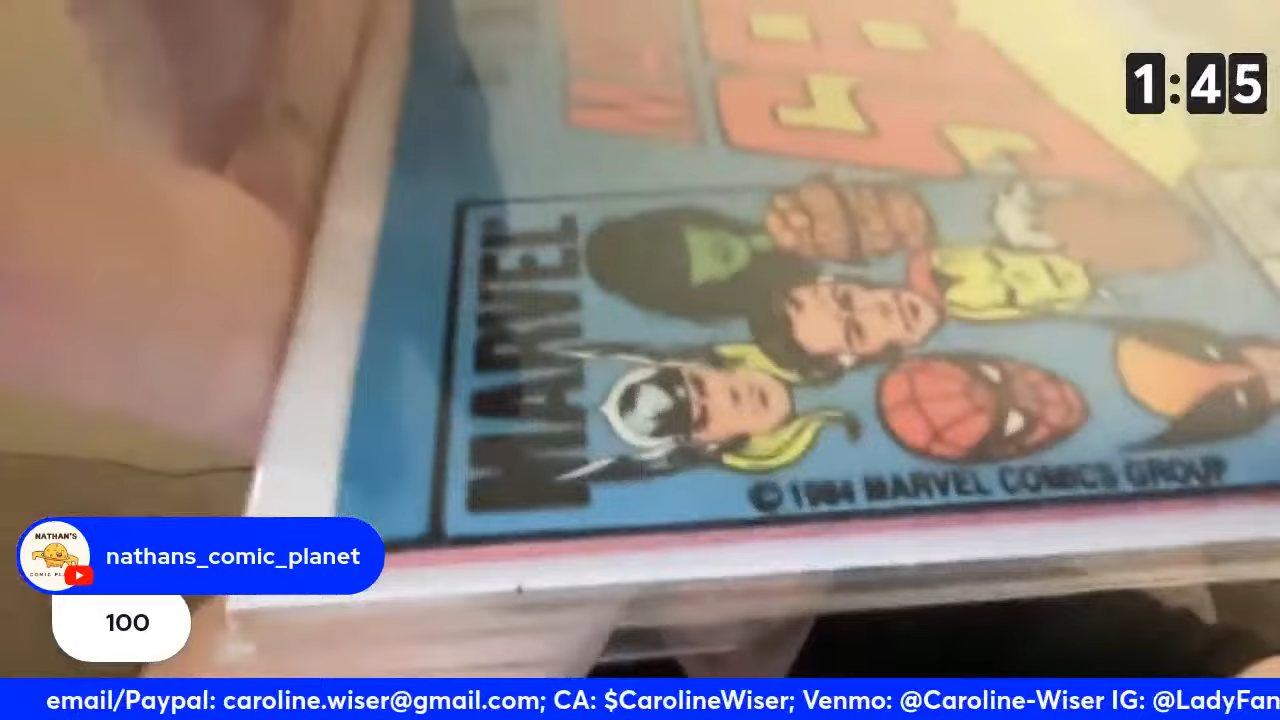 1:45
MARVEL
© 1984 MARVEL COMICS GROUP
NATHAN'S
nathans_comic_planet
100
email/Paypal: caroline.wiser@gmail.com; CA: $CarolineWiser; Venmo: @Caroline-Wiser IG: @LadyFan